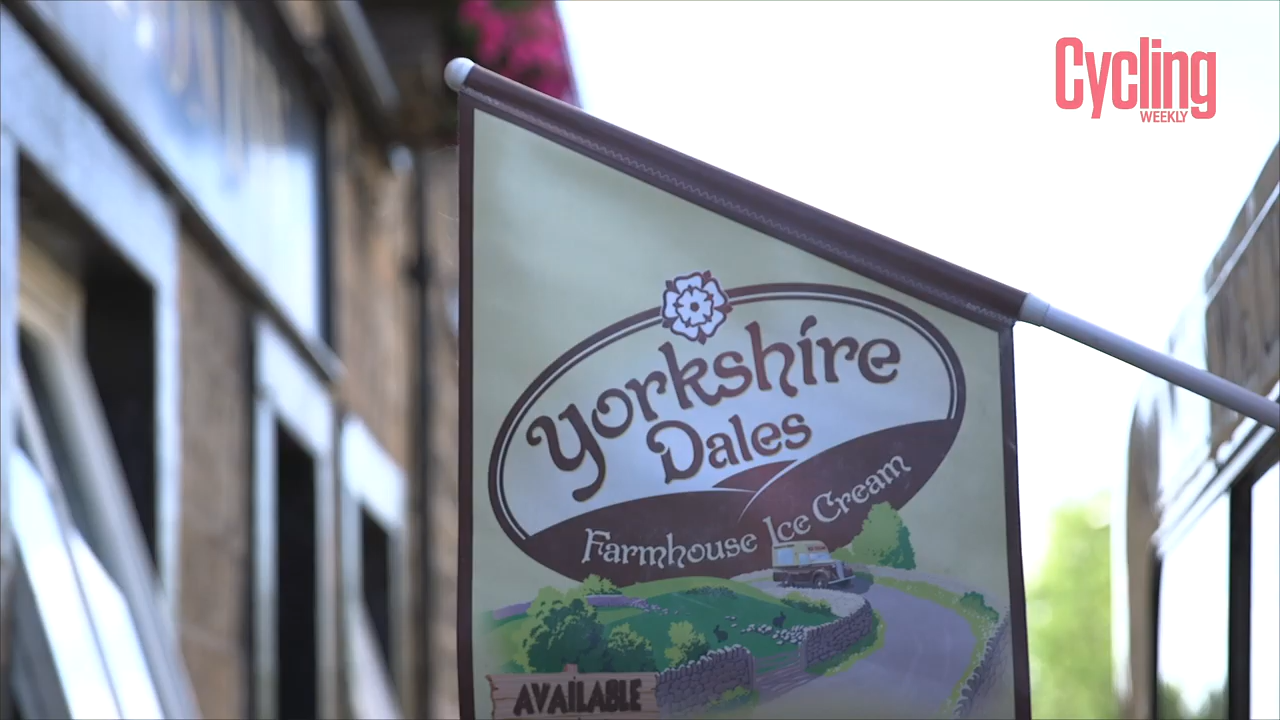 Cycling
WEEKLY
Yorkshire
Dales
Farmhouse Ice Cream
AVAILABLE